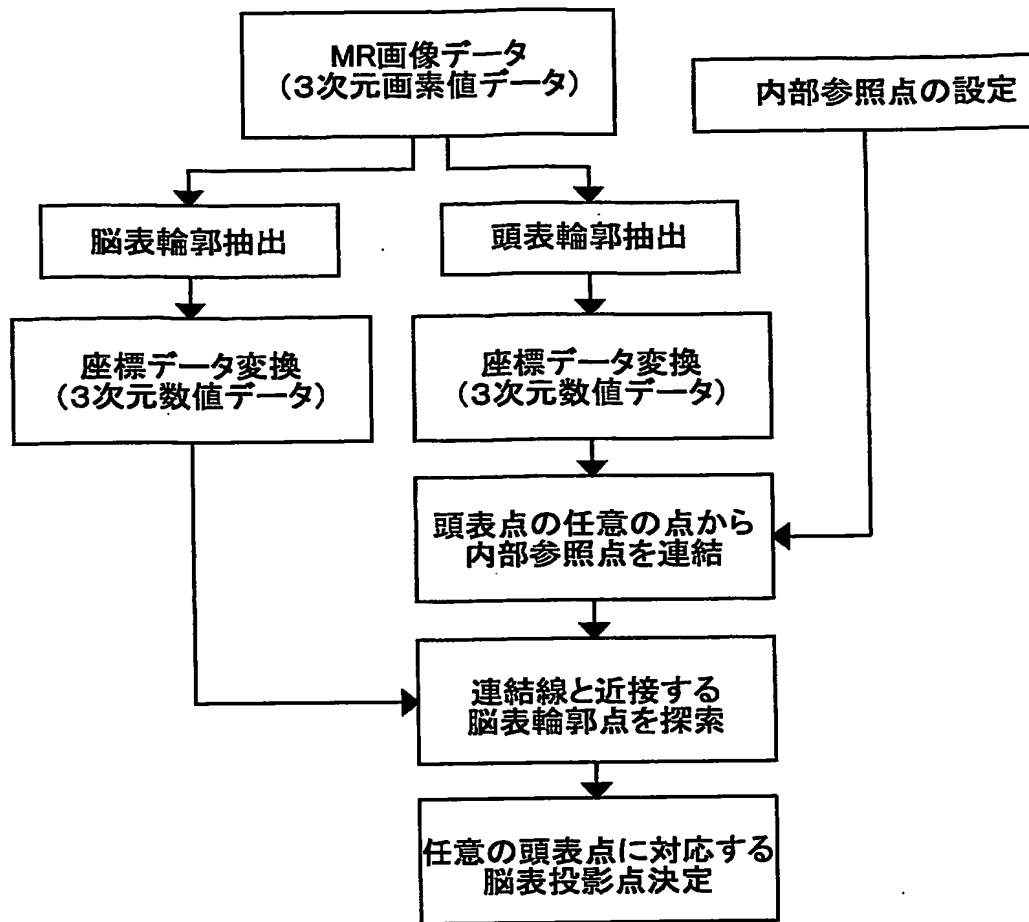 MR画像データ
(3次元画素値データ)
内部参照点の設定
脳表輪郭抽出
頭表輪郭抽出
座標データ変換
(3次元数値データ)
座標データ変換
(3次元数値データ)
頭表点の任意の点から
内部参照点を連結
連結線と近接する
脳表輪郭点を探索
任意の頭表点に対応する
脳表投影点決定